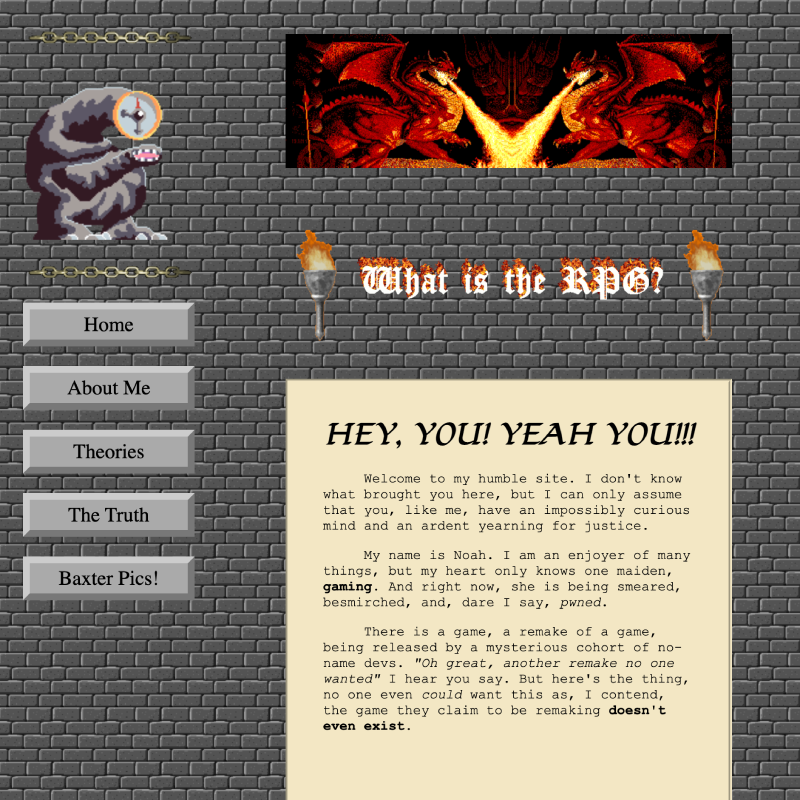 What is the RPG?
Home
About Me
Theories
The Truth
Baxter Pics!
HEY, YOU! YEAH YOU!!!
Welcome to my humble site. I don't know
what brought you here, but I can only assume
that you, like me, have an impossibly curious
mind and an ardent yearning for justice.
My name is Noah. I am an enjoyer of many
things, but my heart only knows one maiden,
gaming. And right now, she is being smeared,
besmirched, and, dare I say, pwned.
There is a game, a remake of a game,
being released by a mysterious cohort of no-
name devs. "Oh great, another remake no one
wanted" I hear you say. But here's the thing,
no one even could want this as, I contend,
the game they claim to be remaking doesn't
even exist.